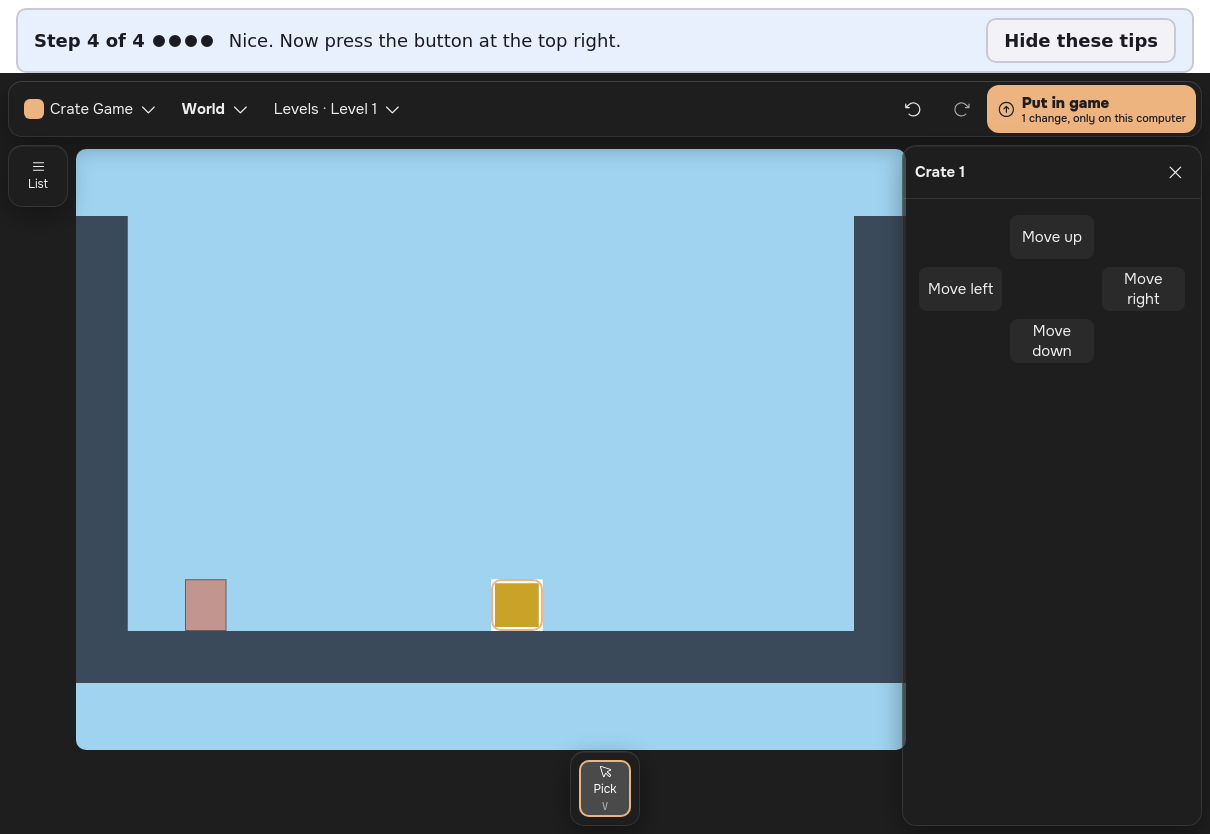 Step 4 of 4 ●●●● Nice. Now press the button at the top right.
Hide these tips
Crate Game
World
Levels · Level 1
Put in game
1 change, only on this computer
List
Crate 1
Move up
Move left
Move
right
Move
down
Pick
V